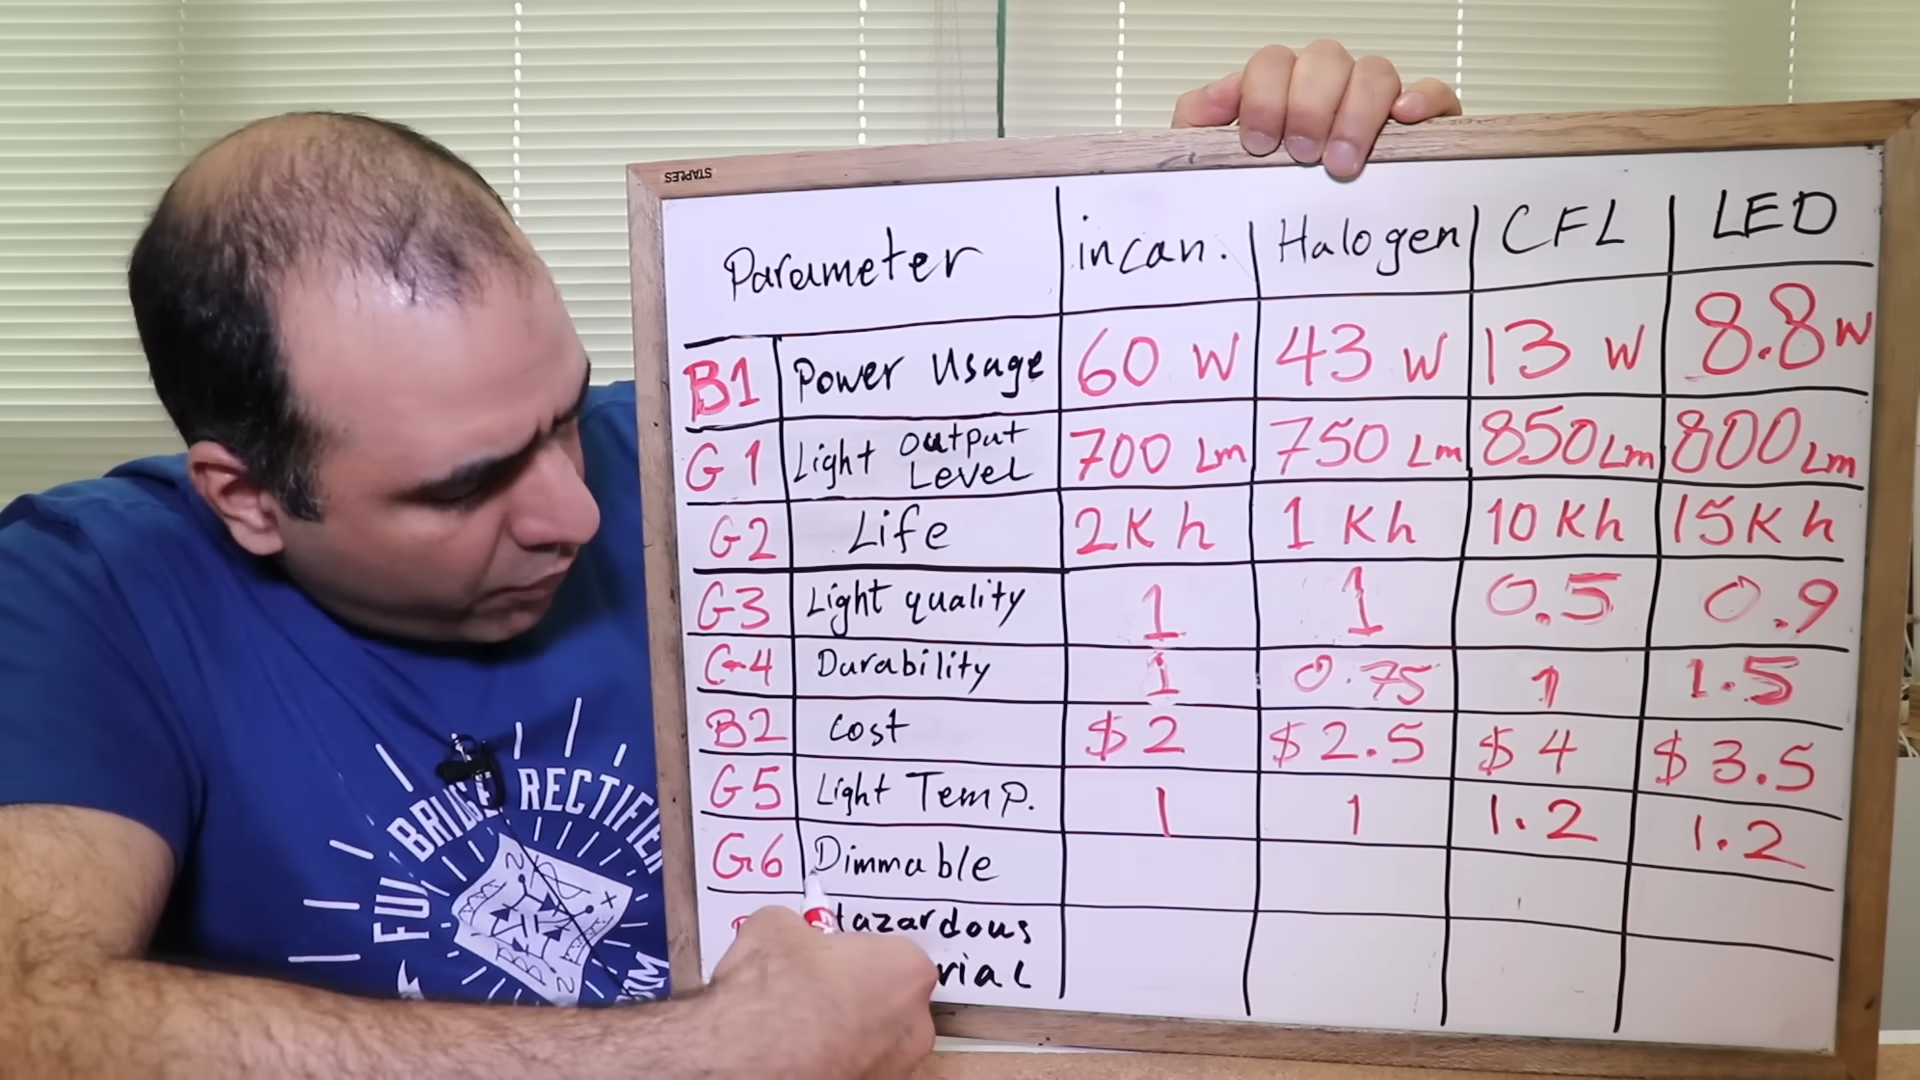 STAPLES
Parameter incan. Halogen CFL LED
B1 Power Usage 60 W 43 W 13 W 8.8 W
G1 Light output Level 700 Lm 750 Lm 850 Lm 800 Lm
G2 Life 2K h 1 Kh 10 Kh 15K h
G3 Light quality 1 1 0.5 0.9
G4 Durability 1 0.75 1 1.5
B2 cost $2 $2.5 $4 $3.5
G5 Light Temp. 1 1 1.2 1.2
G6 Dimmable
Hazardous
rial
FULL BRIDGE RECTIFIER